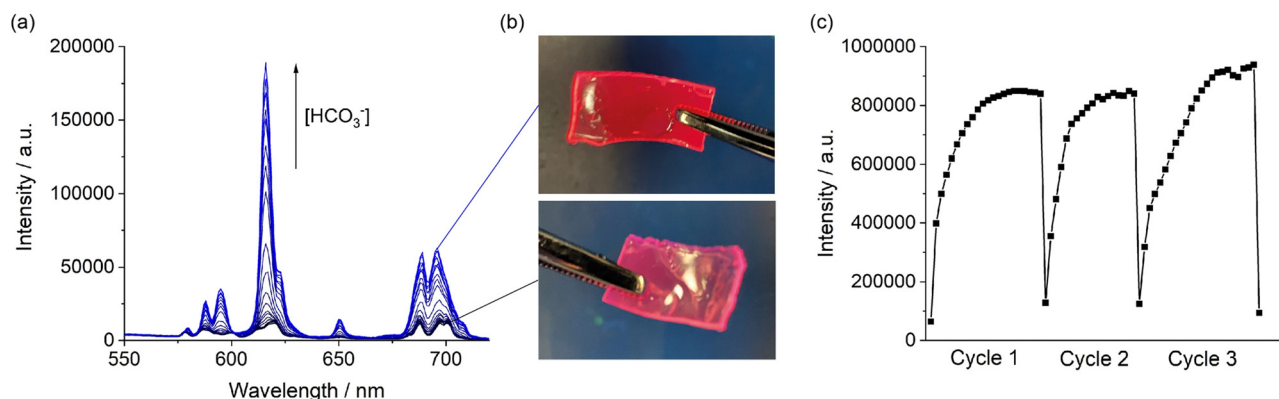 (a)
200000
150000
100000
50000
0
Intensity / a.u.
[HCO₃⁻]
550
600
650
700
Wavelength / nm
(b)
(c)
1000000
800000
600000
400000
200000
0
Intensity / a.u.
Cycle 1
Cycle 2
Cycle 3